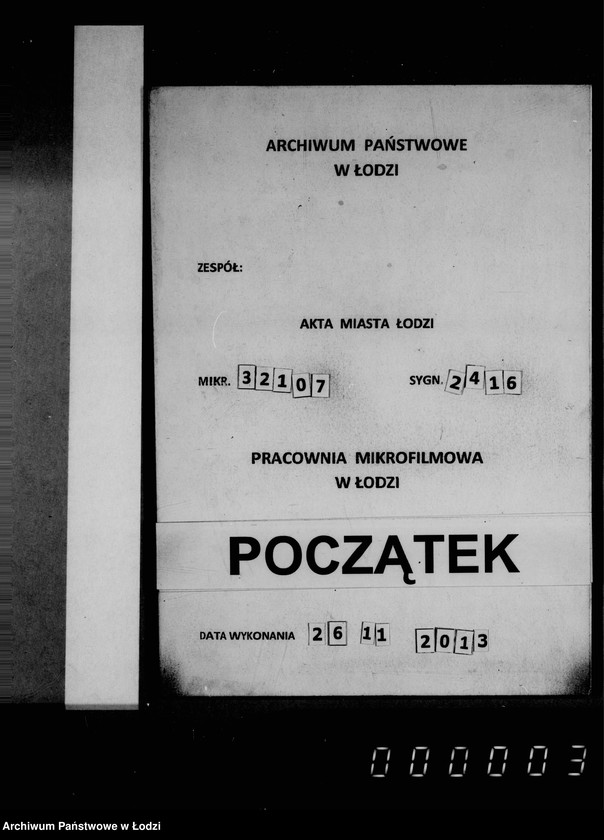 ARCHIWUM PAŃSTWOWE
W ŁODZI
ZESPÓŁ:
AKTA MIASTA ŁODZI
MIKR. 32107 SYGN. 2416
PRACOWNIA MIKROFILMOWA
W ŁODZI
POCZĄTEK
DATA WYKONANIA 26 11 2013
000003
Archiwum Państwowe w Łodzi